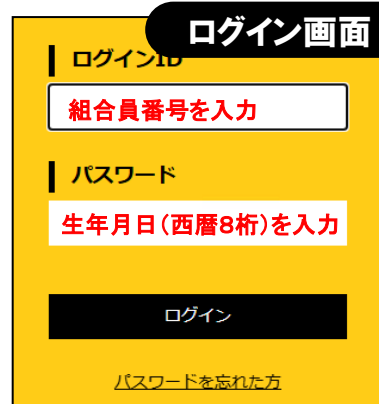 ログイン画面
ログインID
組合員番号を入力
パスワード
生年月日(西暦8桁)を入力
ログイン
パスワードを忘れた方